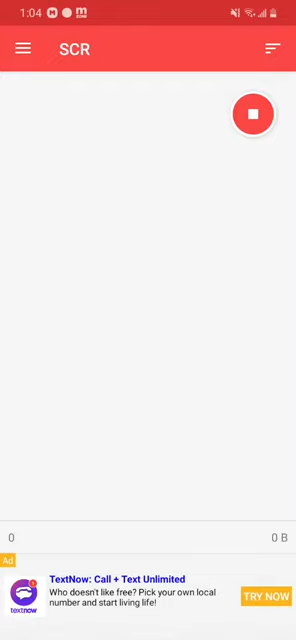 1:04
SCR
0
0 B
Ad
TextNow: Call + Text Unlimited
Who doesn't like free? Pick your own local
number and start living life!
TRY NOW
textnow